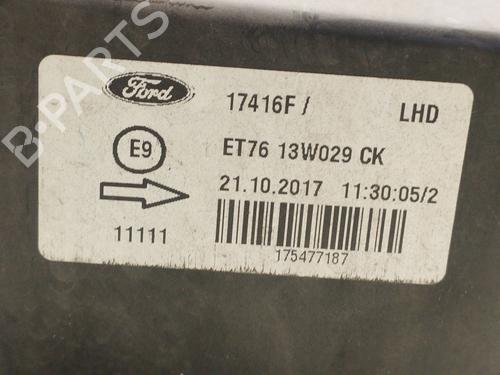 B-PARTS
Ford
17416F /
LHD
E9
ET76 13W029 CK
21.10.2017 11:30:05/2
11111
175477187